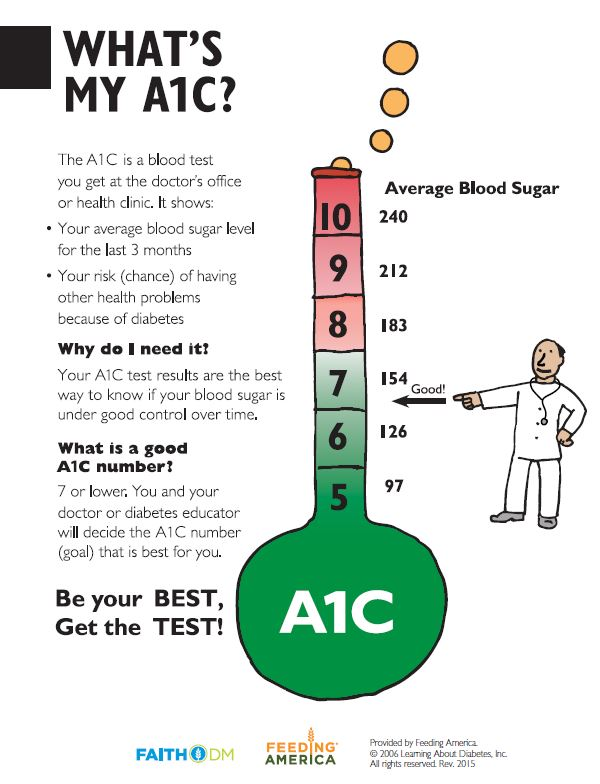 WHAT'S
MY A1C?
The A1C is a blood test
you get at the doctor's office
or health clinic. It shows:
• Your average blood sugar level
for the last 3 months
• Your risk (chance) of having
other health problems
because of diabetes
Why do I need it?
Your A1C test results are the best
way to know if your blood sugar is
under good control over time.
What is a good
A1C number?
7 or lower. You and your
doctor or diabetes educator
will decide the A1C number
(goal) that is best for you.
Be your BEST,
Get the TEST!
Average Blood Sugar
10 240
9 212
8 183
7 154
Good!
6 126
5 97
A1C
FAITH DM
FEEDING
AMERICA
Provided by Feeding America.
© 2006 Learning About Diabetes, Inc.
All rights reserved. Rev. 2015